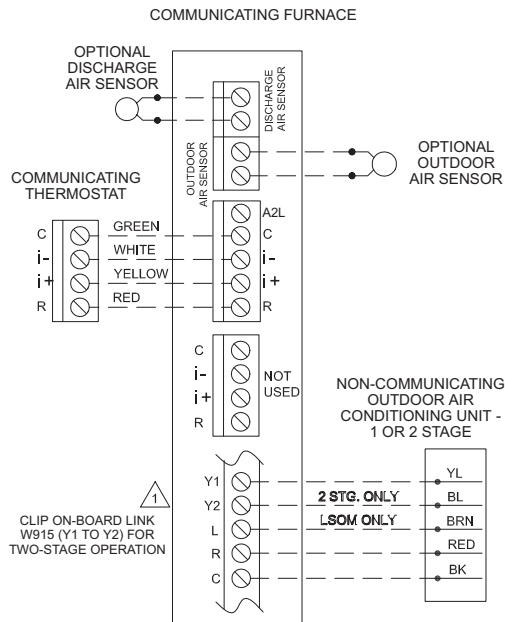 COMMUNICATING FURNACE
OPTIONAL
DISCHARGE
AIR SENSOR
DISCHARGE
AIR SENSOR
OUTDOOR
AIR SENSOR
OPTIONAL
OUTDOOR
AIR SENSOR
COMMUNICATING
THERMOSTAT
A2L
C GREEN C
i- WHITE i-
i+ YELLOW i+
R RED R
C
i-
i+
R
NOT
USED
NON-COMMUNICATING
OUTDOOR AIR
CONDITIONING UNIT -
1 OR 2 STAGE
1
CLIP ON-BOARD LINK
W915 (Y1 TO Y2) FOR
TWO-STAGE OPERATION
Y1 YL
Y2 2 STG. ONLY BL
L LSOM ONLY BRN
R RED
C BK